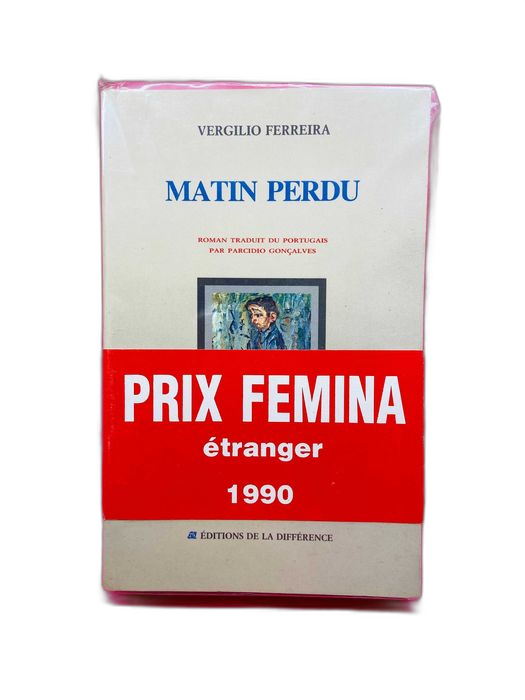 VERGILIO FERREIRA
MATIN PERDU
ROMAN TRADUIT DU PORTUGAIS
PAR PARCIDIO GONÇALVES
PRIX FEMINA
étranger
1990
ÉDITIONS DE LA DIFFÉRENCE